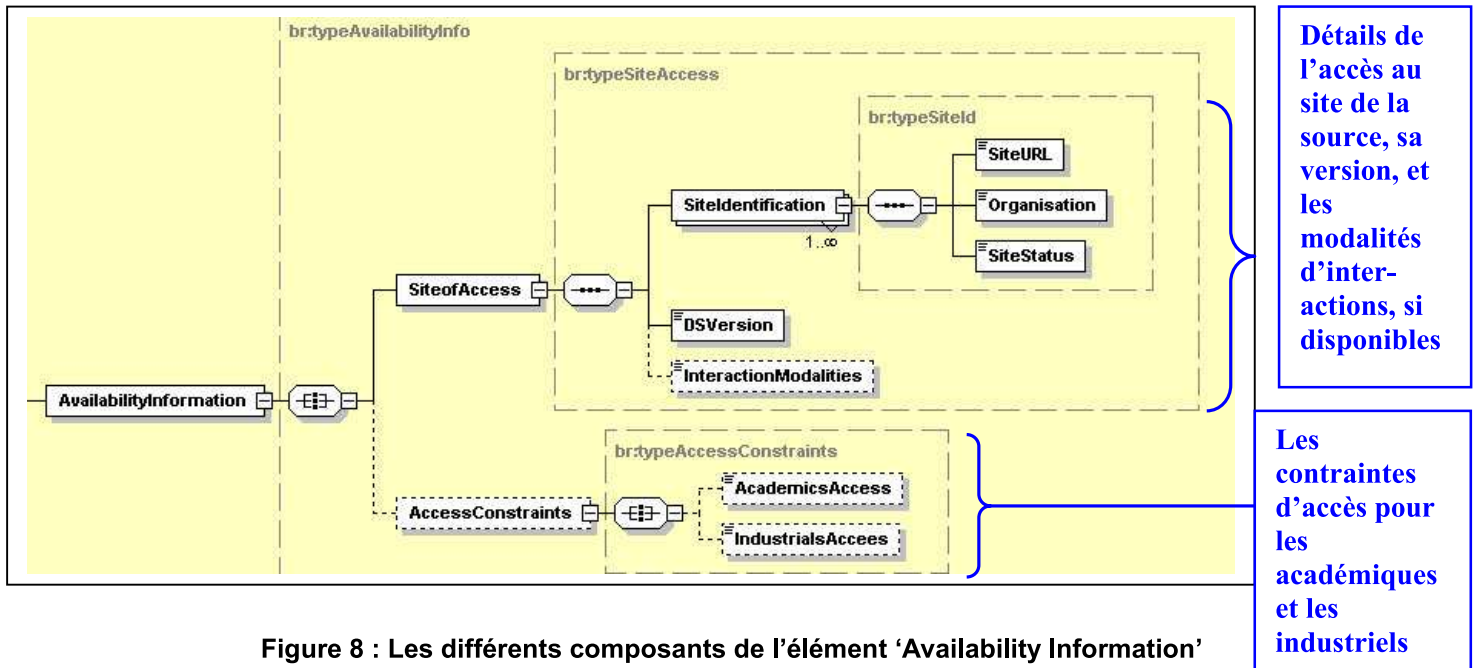 br:typeAvailabilityInfo
br:typeSiteAccess
br:typeSiteId
SiteURL
SiteIdentification
Organisation
1..∞
SiteStatus
SiteofAccess
DSVersion
InteractionModalities
AvailabilityInformation
br:typeAccessConstraints
AcademicsAccess
AccessConstraints
IndustrialsAccees
Détails de
l’accès au
site de la
source, sa
version, et
les
modalités
d’inter-
actions, si
disponibles
Les
contraintes
d’accès pour
les
académiques
et les
industriels
Figure 8 : Les différents composants de l’élément ‘Availability Information’